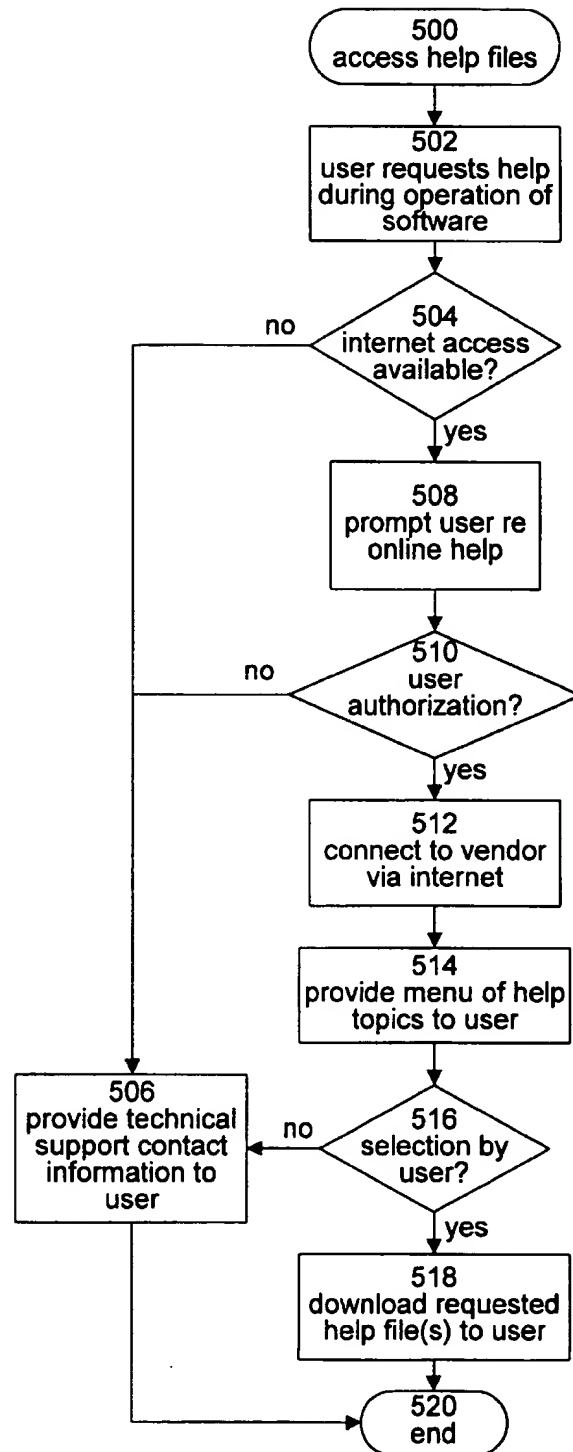 500
access help files
502
user requests help
during operation of
software
504
internet access
available?
no
yes
508
prompt user re
online help
510
user
authorization?
no
yes
512
connect to vendor
via internet
514
provide menu of help
topics to user
506
provide technical
support contact
information to
user
no
516
selection by
user?
yes
518
download requested
help file(s) to user
520
end